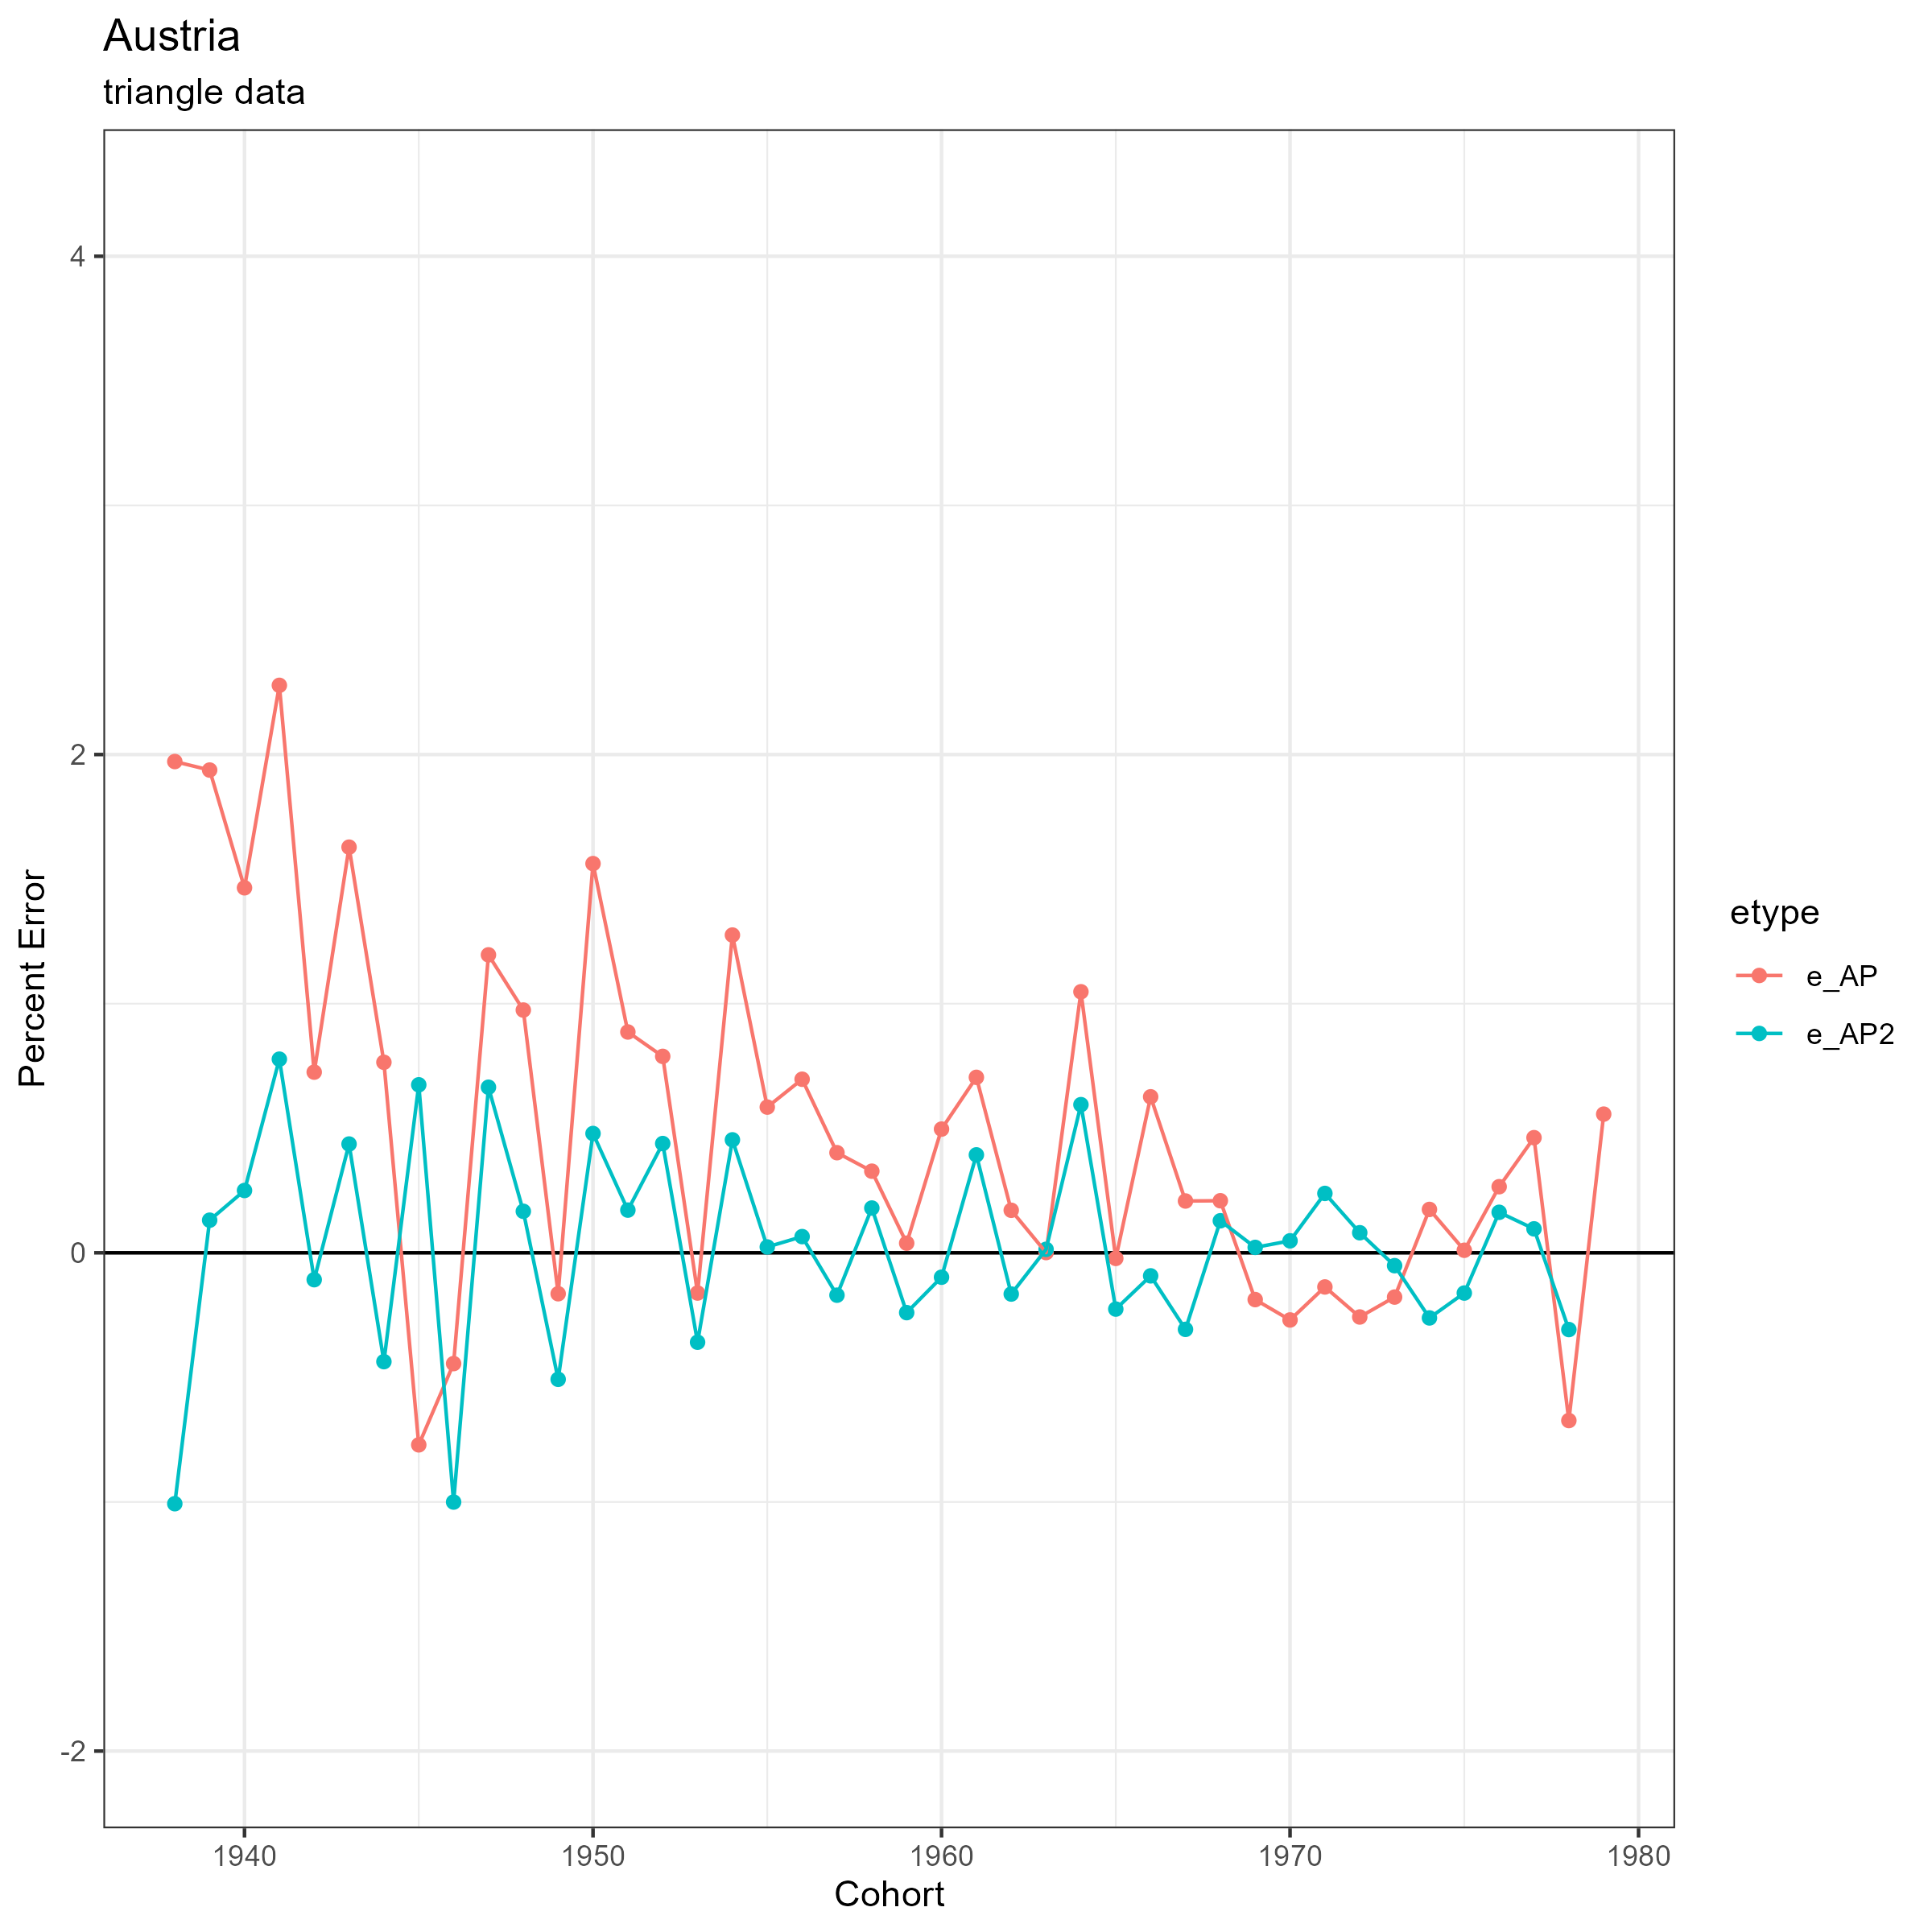 Austria
triangle data
4
2
0
-2
Percent Error
1940
1950
1960
1970
1980
Cohort
etype
e_AP
e_AP2